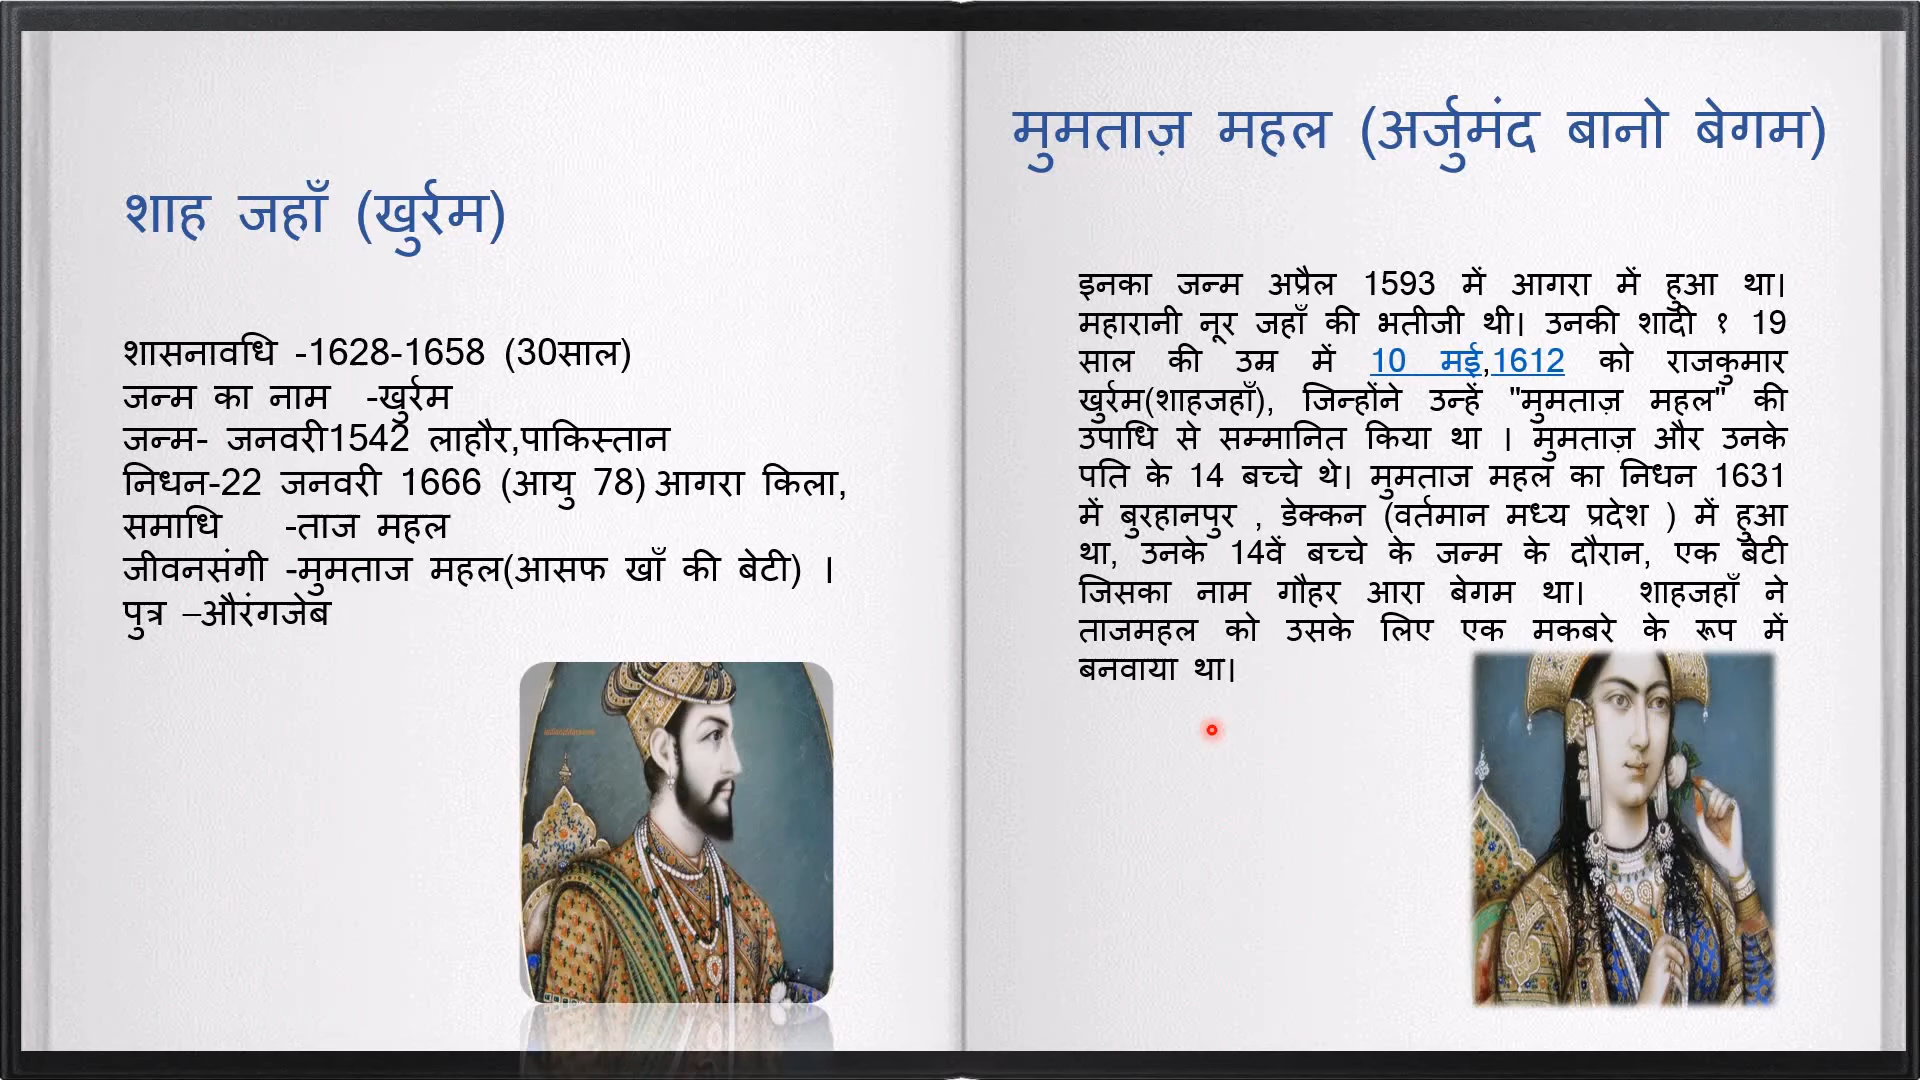 शाह जहाँ (खुर्रम)
शासनावधि -1628-1658 (30साल)
जन्म का नाम -खुर्रम
जन्म- जनवरी1542 लाहौर,पाकिस्तान
निधन-22 जनवरी 1666 (आयु 78) आगरा किला,
समाधि -ताज महल
जीवनसंगी -मुमताज महल(आसफ खाँ की बेटी) ।
पुत्र –औरंगजेब
मुमताज़ महल (अर्जुमंद बानो बेगम)
इनका जन्म अप्रैल 1593 में आगरा में हुआ था।
महारानी नूर जहाँ की भतीजी थी। उनकी शादी १ 19
साल की उम्र में 10 मई,1612 को राजकुमार
खुर्रम(शाहजहाँ), जिन्होंने उन्हें "मुमताज़ महल" की
उपाधि से सम्मानित किया था । मुमताज़ और उनके
पति के 14 बच्चे थे। मुमताज महल का निधन 1631
में बुरहानपुर , डेक्कन (वर्तमान मध्य प्रदेश ) में हुआ
था, उनके 14वें बच्चे के जन्म के दौरान, एक बेटी
जिसका नाम गौहर आरा बेगम था। शाहजहाँ ने
ताजमहल को उसके लिए एक मकबरे के रूप में
बनवाया था।